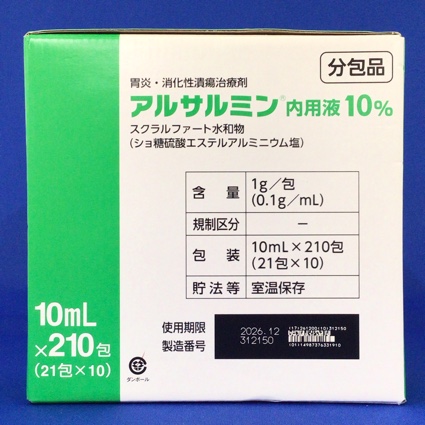 分包品
胃炎・消化性潰瘍治療剤
アルサルミン® 内用液 10%
スクラルファート水和物
(ショ糖硫酸エステルアルミニウム塩)
含 量 1g/包
(0.1g/mL)
規制区分 ー
包 装 10mL×210包
(21包×10)
貯法等 室温保存
10mL
×210包
(21包×10)
使用期限 2026.12
製造番号 312150
ダンボール